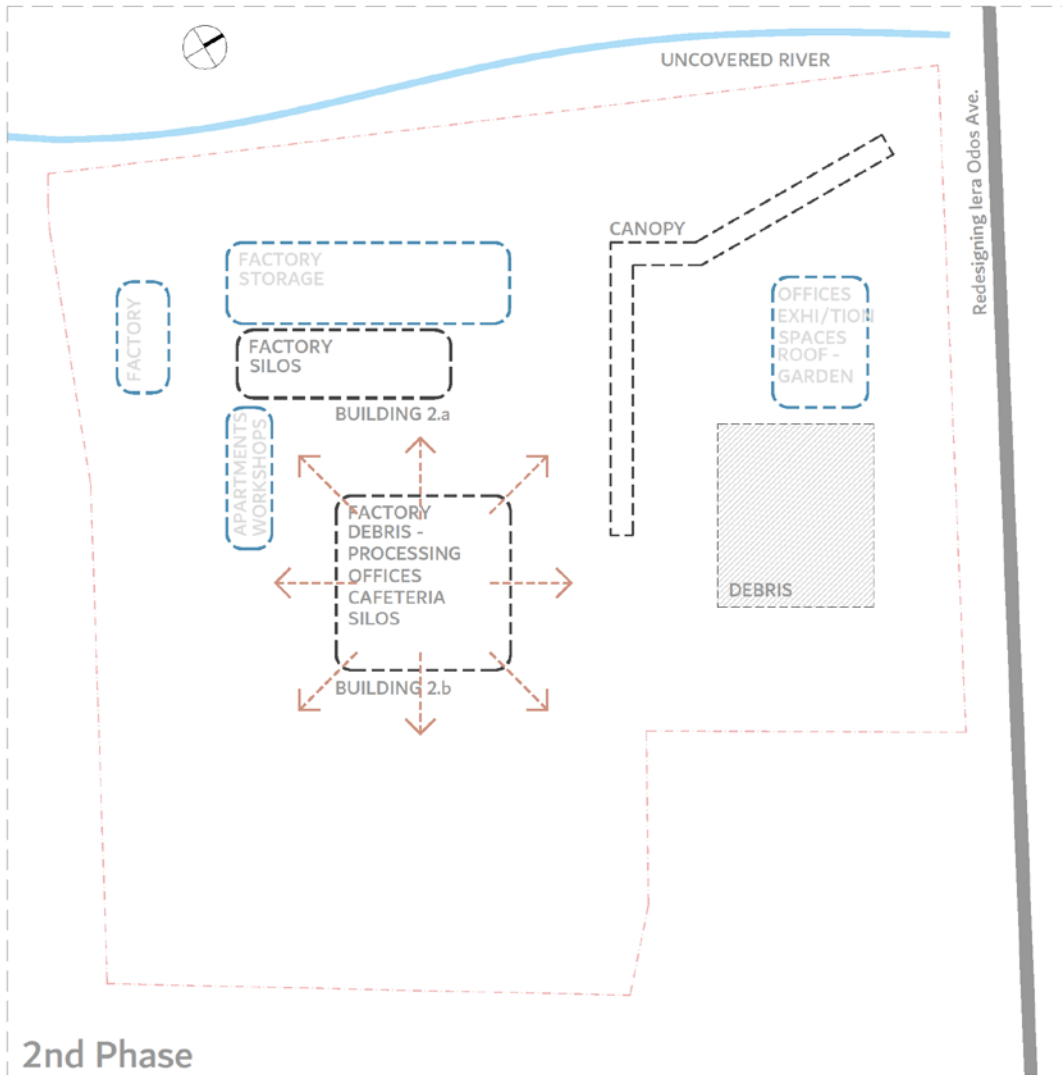 UNCOVERED RIVER
Redesigning Iera Odos Ave.
CANOPY
FACTORY
STORAGE
FACTORY
FACTORY
SILOS
BUILDING 2.a
OFFICES
EXHI/TION
SPACES
ROOF -
GARDEN
APARTMENTS
WORKSHOPS
FACTORY
DEBRIS -
PROCESSING
OFFICES
CAFETERIA
SILOS
BUILDING 2.b
DEBRIS
2nd Phase